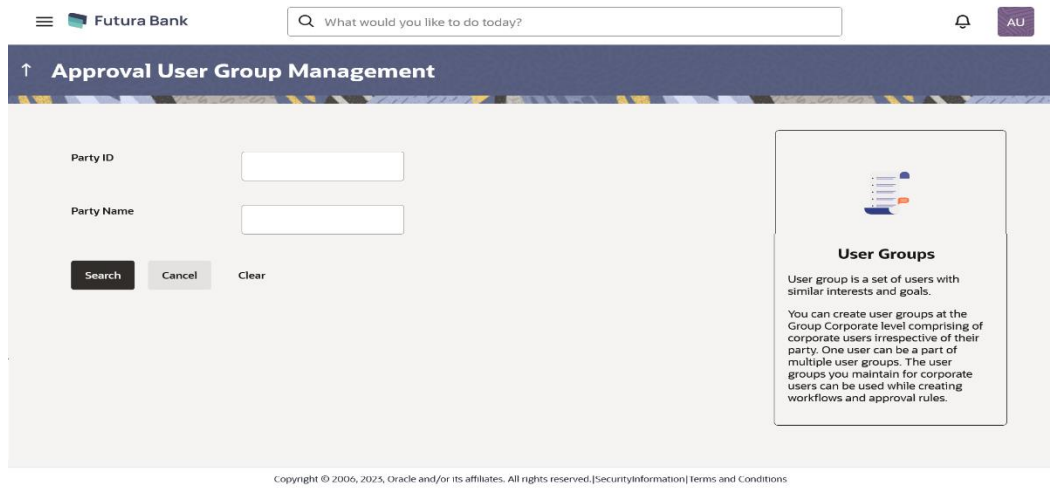 Futura Bank
What would you like to do today?
AU
Approval User Group Management
Party ID
Party Name
Search Cancel Clear
User Groups
User group is a set of users with
similar interests and goals.
You can create user groups at the
Group Corporate level comprising of
corporate users irrespective of their
party. One user can be a part of
multiple user groups. The user
groups you maintain for corporate
users can be used while creating
workflows and approval rules.
Copyright © 2006, 2023, Oracle and/or its affiliates. All rights reserved.|SecurityInformation|Terms and Conditions